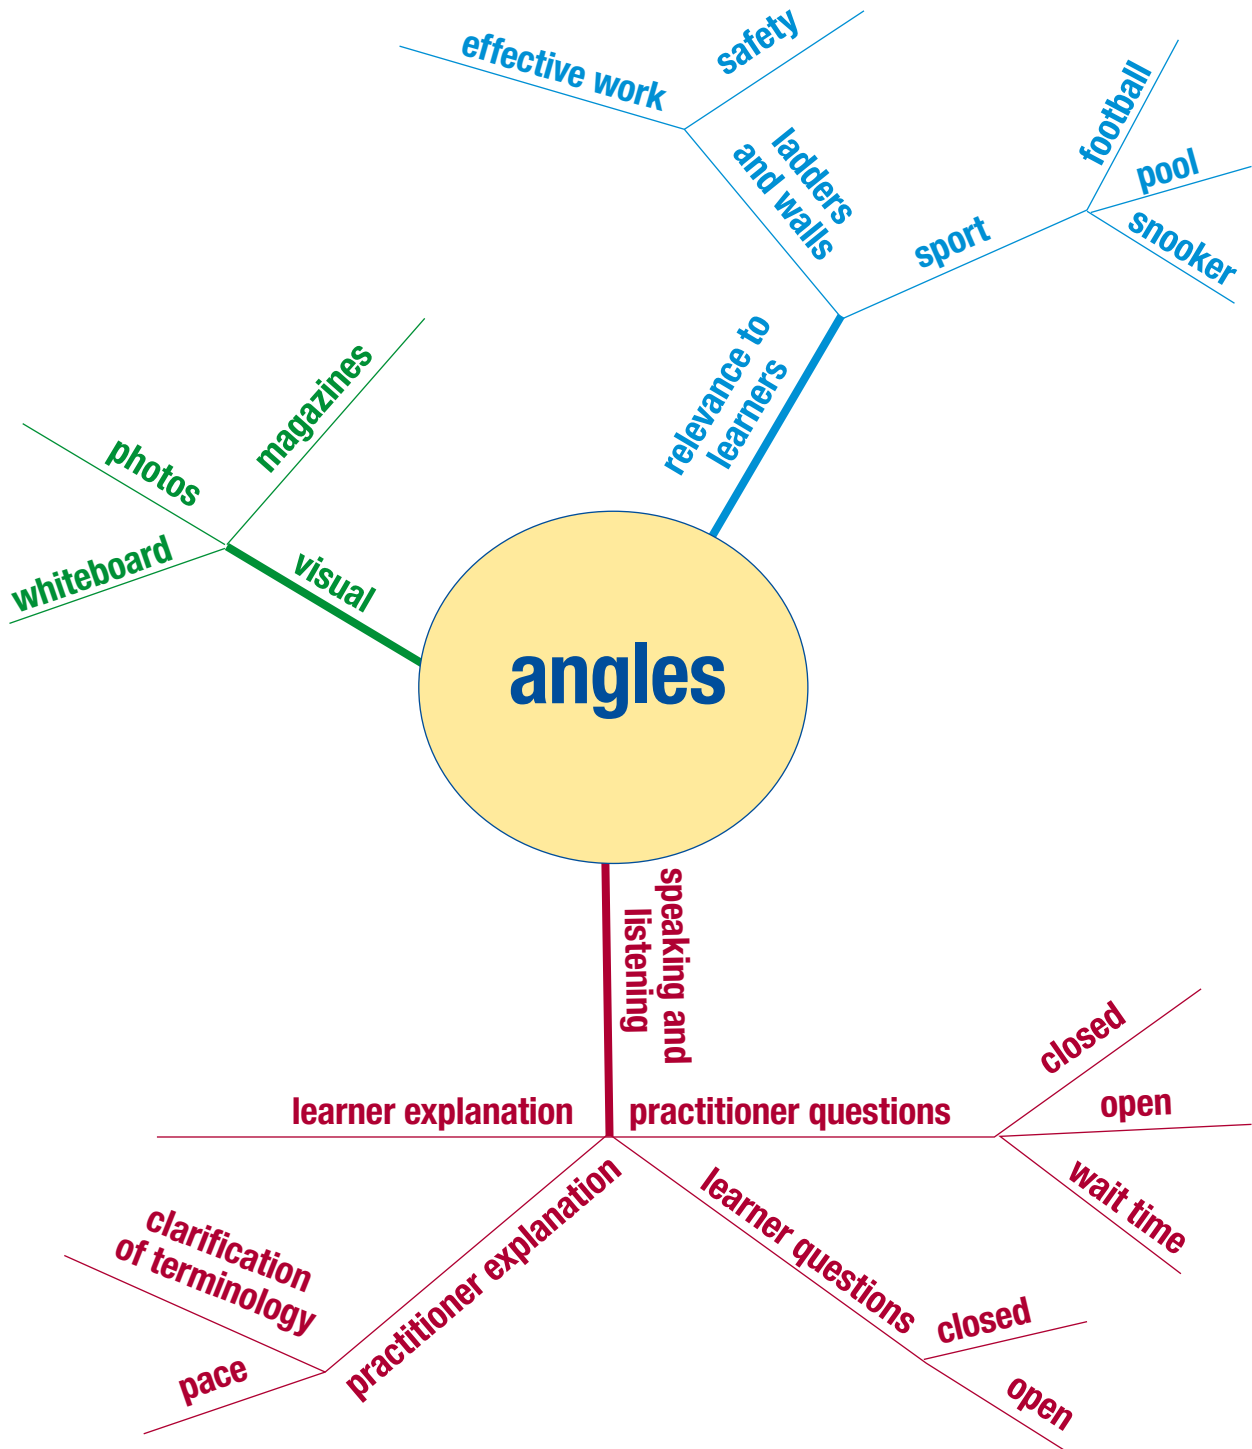 effective work
safety
ladders
and walls
football
pool
snooker
sport
relevance to
learners
magazines
photos
whiteboard
visual
angles
speaking and
listening
learner explanation
practitioner questions
closed
open
wait time
learner questions
closed
open
practitioner explanation
clarification
of terminology
pace